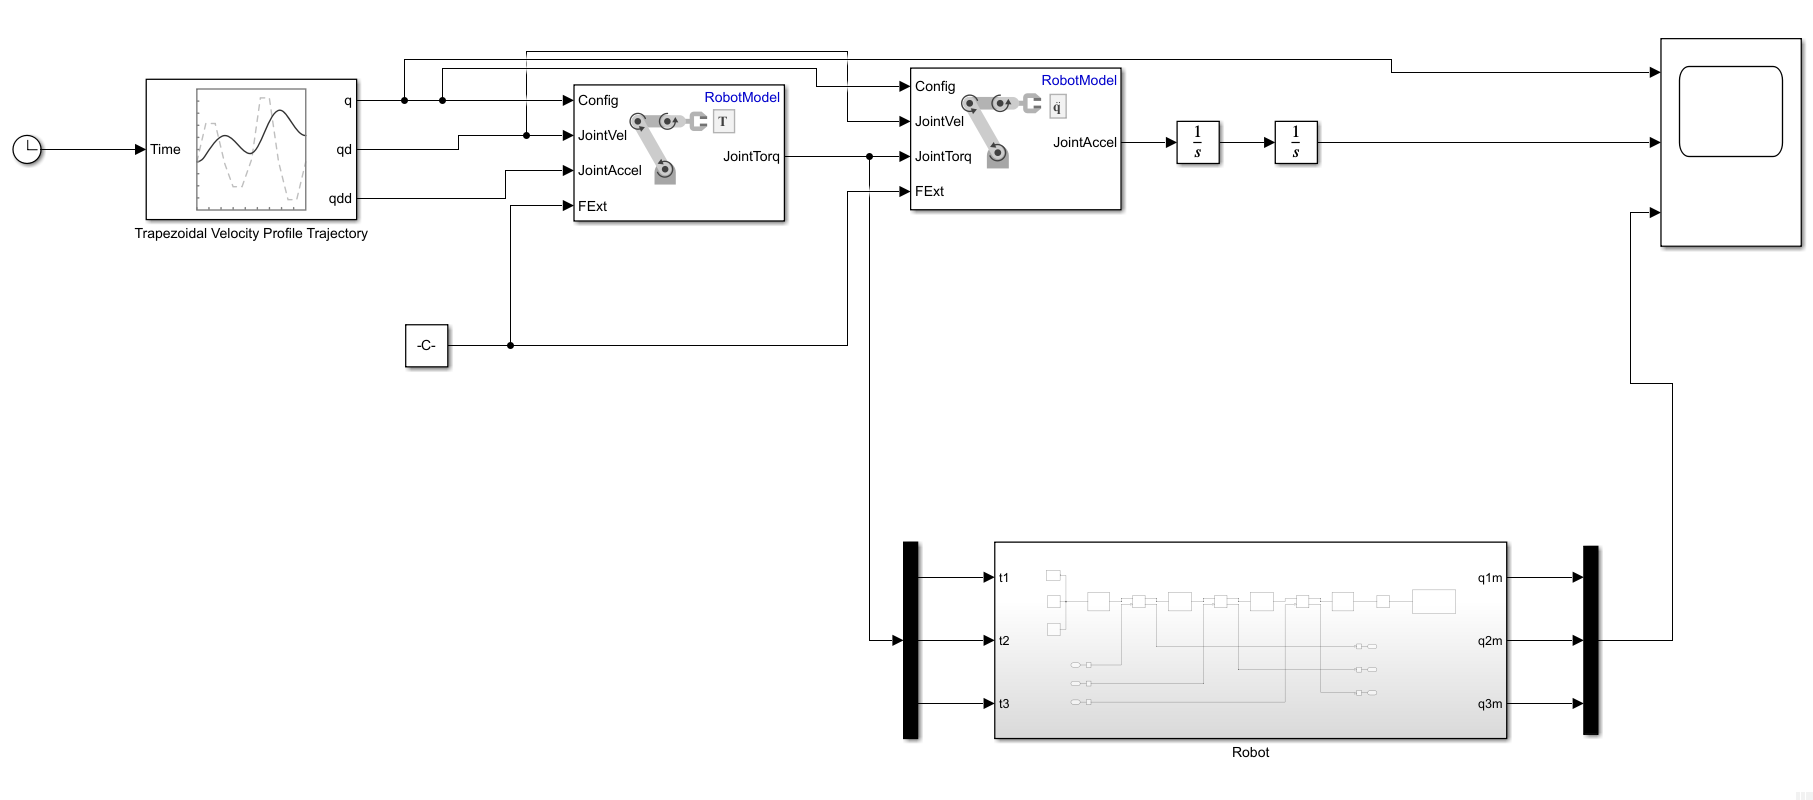 Time
q
qd
qdd
Trapezoidal Velocity Profile Trajectory
RobotModel
Config
JointVel
JointAccel
FExt
T
JointTorq
RobotModel
Config
JointVel
JointTorq
FExt
q̈
JointAccel
1
s
1
s
-C-
t1
t2
t3
q1m
q2m
q3m
Robot